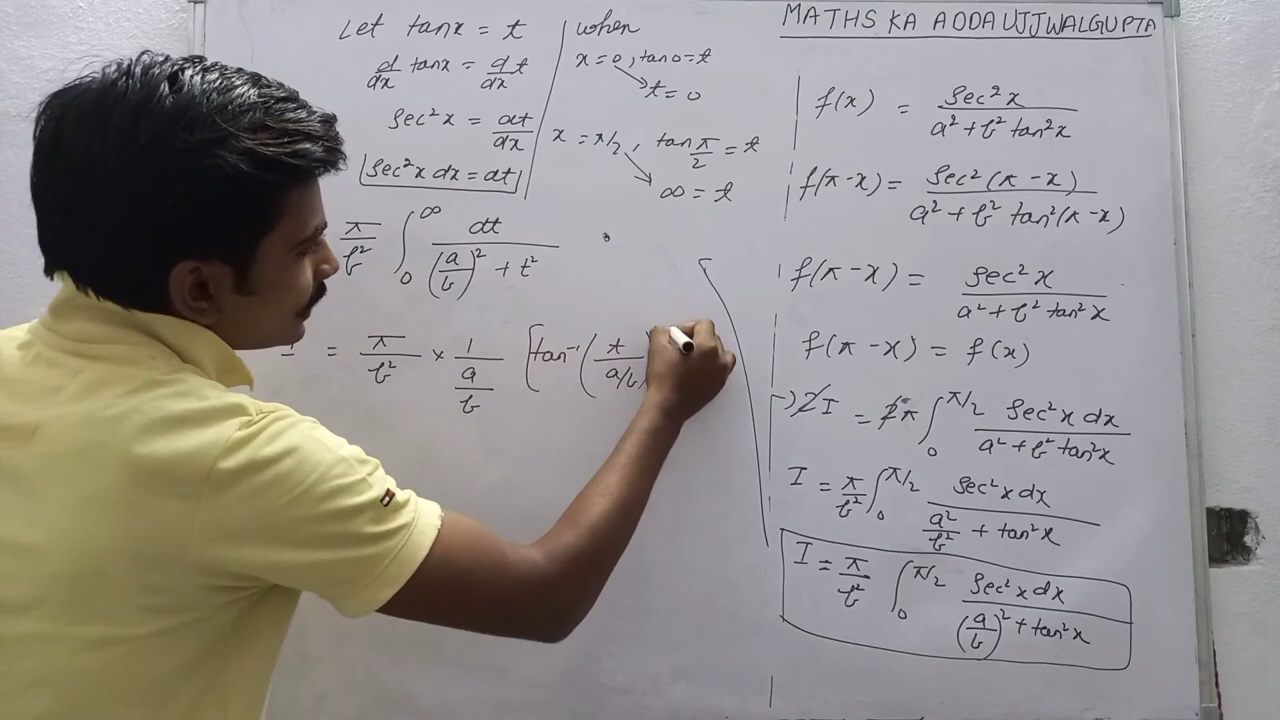 Let tanx = t
d/dx tanx = d/dx t
sec²x = dt/dx
sec²x dx = dt
when
x = 0, tan0 = t
t = 0
x = π/2, tan π/2 = t
∞ = t
π/b² ∫₀^∞ dt / ((a/b)² + t²)
= π/b² × 1/(a/b) [tan⁻¹(t/(a/b)
MATHS KA ADDA UJJWALGUPTA
f(x) = sec²x / (a² + b² tan²x)
f(π-x) = sec²(π-x) / (a² + b² tan²(π-x))
f(π-x) = sec²x / (a² + b² tan²x)
f(π-x) = f(x)
2I = 2π ∫₀^π/2 sec²x dx / (a² + b² tan²x)
I = π/b² ∫₀^π/2 sec²x dx / (a²/b² + tan²x)
I = π/b² ∫₀^π/2 sec²x dx / ((a/b)² + tan²x)